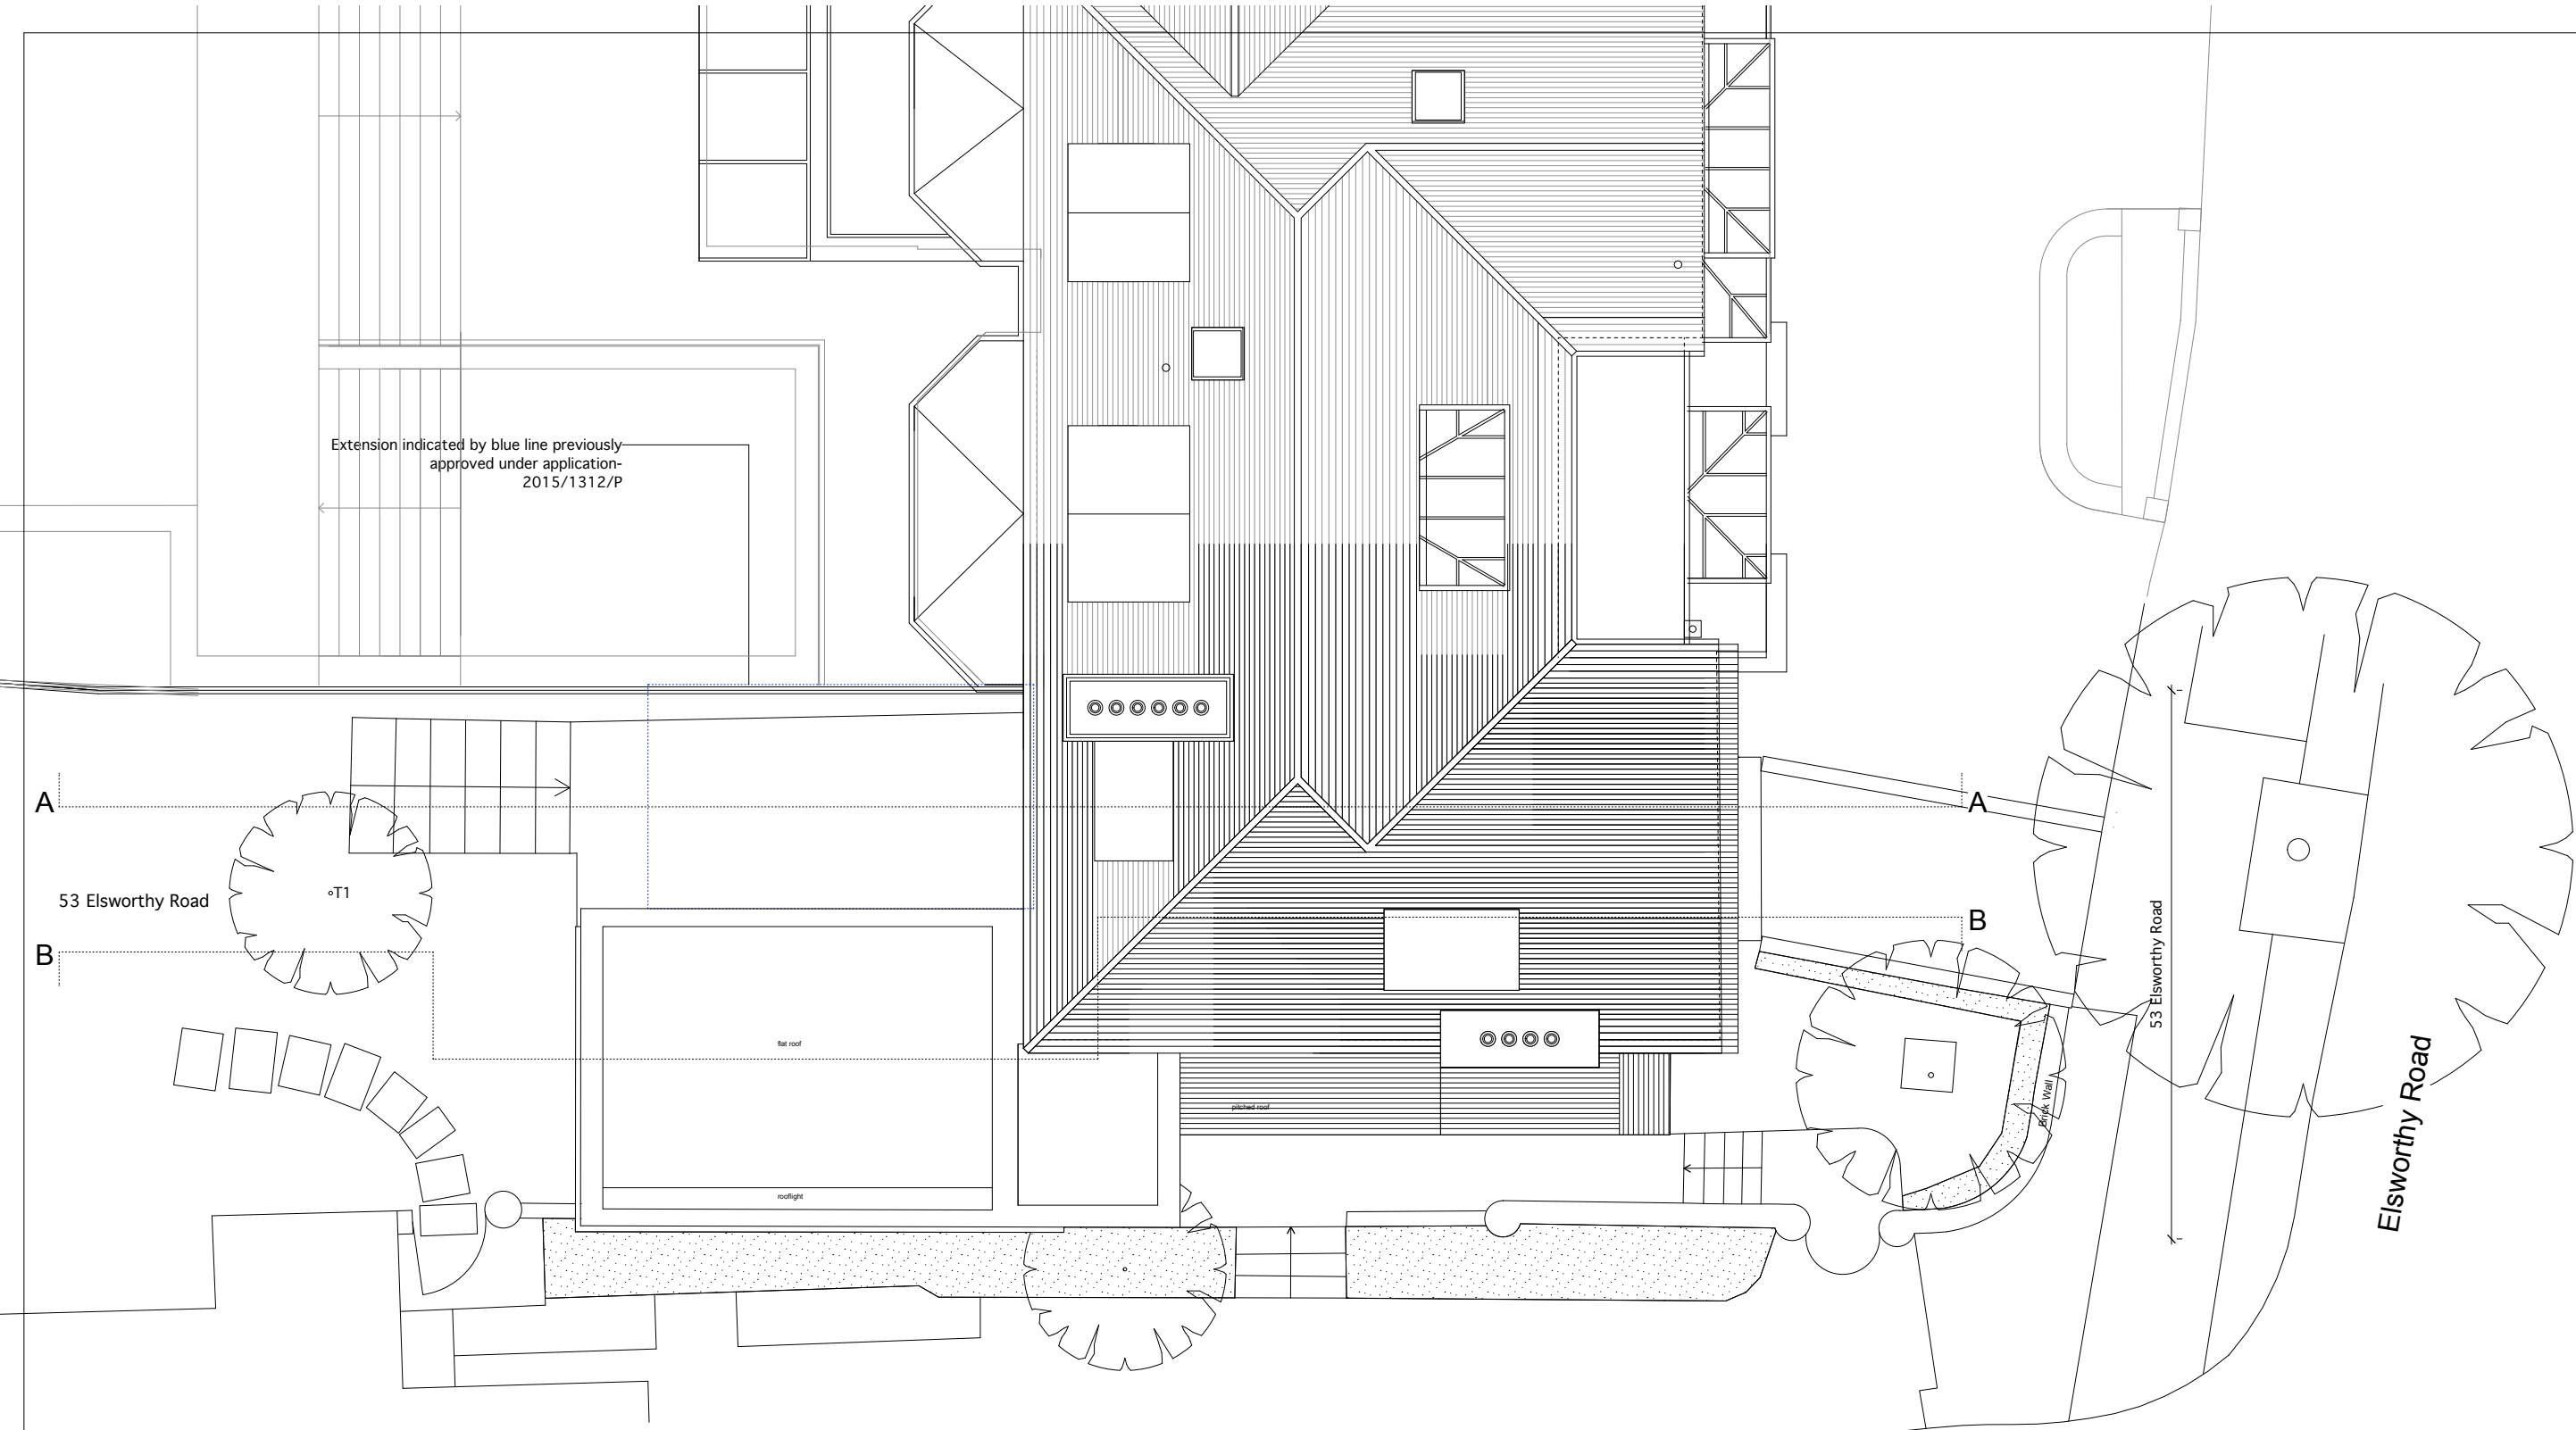 Extension indicated by blue line previously
approved under application-
2015/1312/P
A
A
53 Elsworthy Road
T1
B
B
53 Elsworthy Road
flat roof
pitched roof
Brick Wall
rooflight
Elsworthy Road